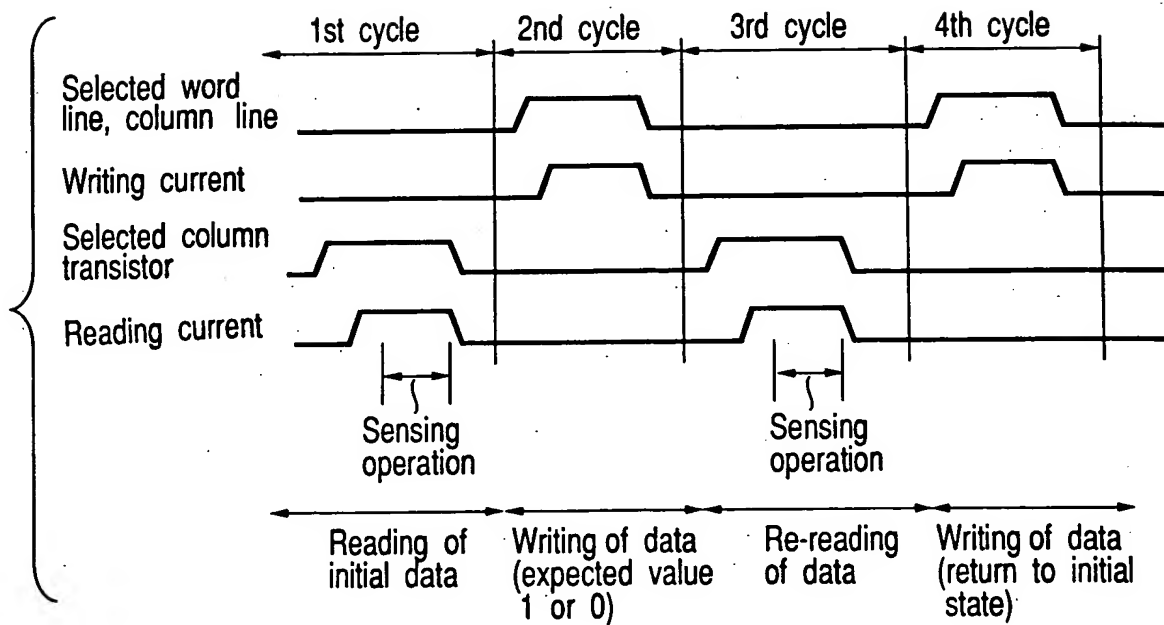 1st cycle
2nd cycle
3rd cycle
4th cycle
Selected word
line, column line
Writing current
Selected column
transistor
Reading current
Sensing
operation
Sensing
operation
Reading of
initial data
Writing of data
(expected value
1 or 0)
Re-reading
of data
Writing of data
(return to initial
state)